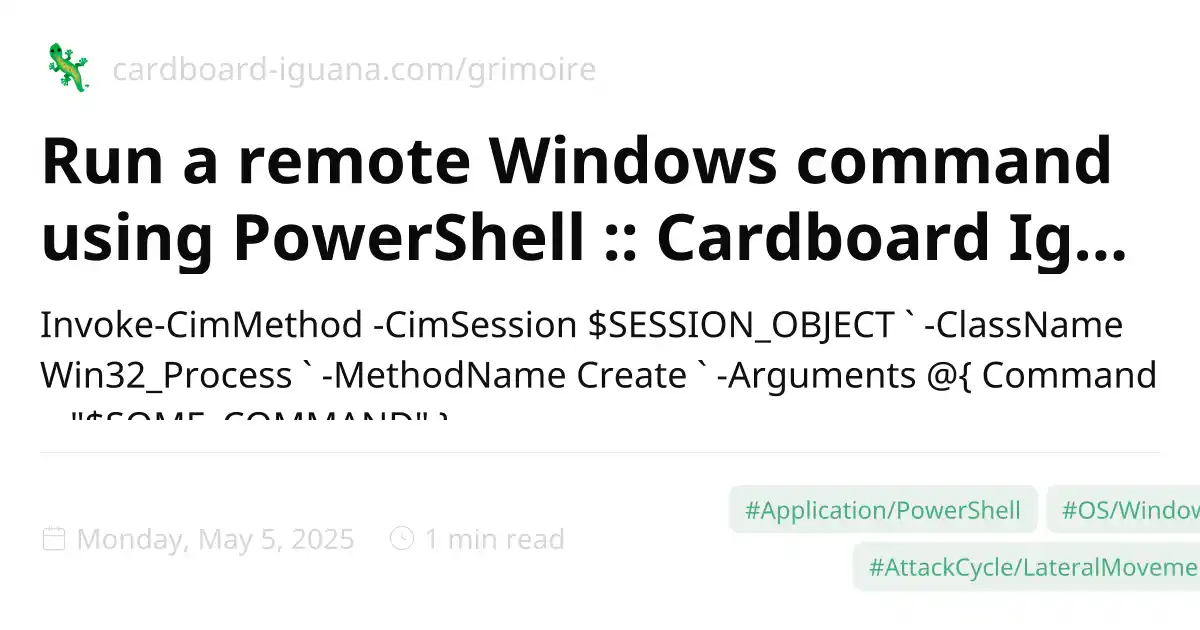 cardboard-iguana.com/grimoire
Run a remote Windows command
using PowerShell :: Cardboard Ig...
Invoke-CimMethod -CimSession $SESSION_OBJECT ` -ClassName
Win32_Process ` -MethodName Create ` -Arguments @{ Command
"$SOME_COMMAND" }
Monday, May 5, 2025
1 min read
#Application/PowerShell
#OS/Window
#AttackCycle/LateralMoveme